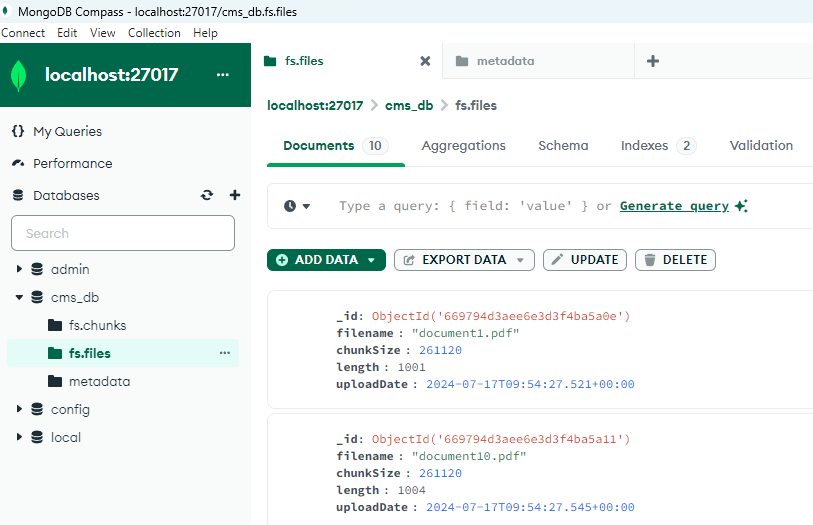 MongoDB Compass - localhost:27017/cms_db.fs.files
Connect Edit View Collection Help
localhost:27017 ...
My Queries
Performance
Databases
Search
admin
cms_db
fs.chunks
fs.files ...
metadata
config
local
fs.files metadata
localhost:27017 > cms_db > fs.files
Documents 10 Aggregations Schema Indexes 2 Validation
Type a query: { field: 'value' } or Generate query
ADD DATA EXPORT DATA UPDATE DELETE
_id: ObjectId('669794d3aee6e3d3f4ba5a0e')
filename : "document1.pdf"
chunkSize : 261120
length : 1001
uploadDate : 2024-07-17T09:54:27.521+00:00
_id: ObjectId('669794d3aee6e3d3f4ba5a11')
filename : "document10.pdf"
chunkSize : 261120
length : 1004
uploadDate : 2024-07-17T09:54:27.545+00:00